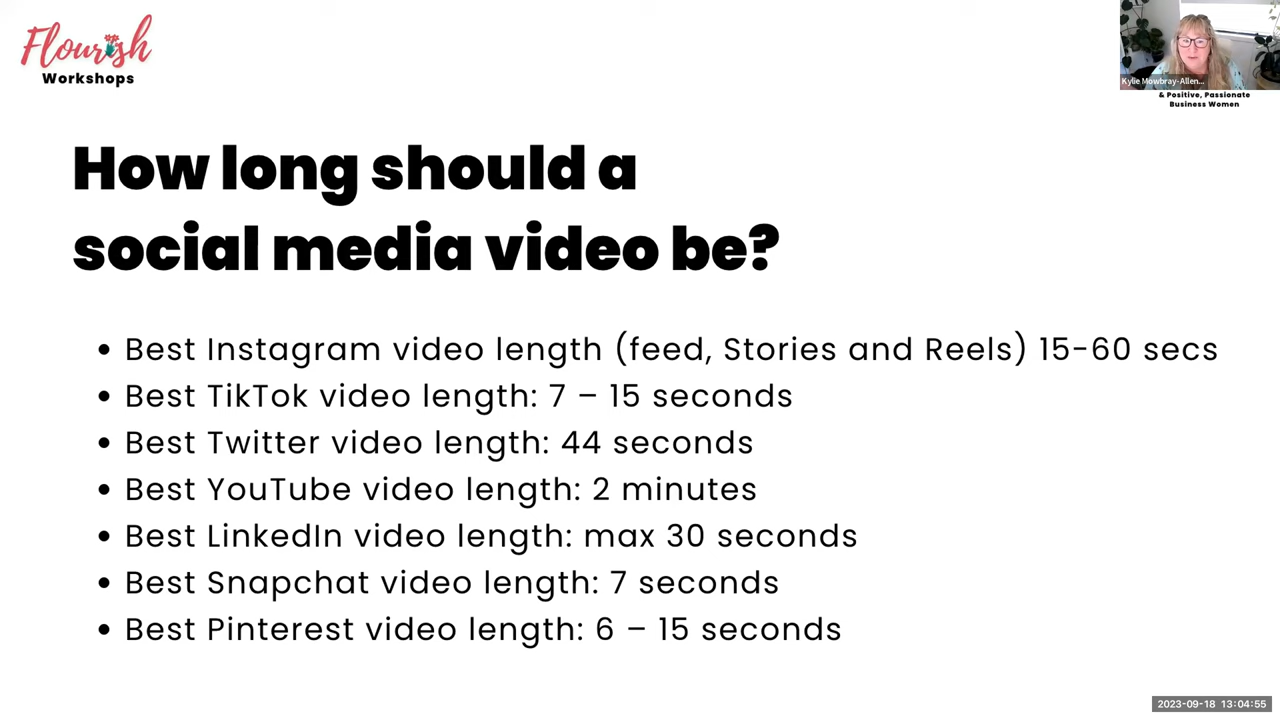 Flourish
Workshops
Kylie Mowbray-Allen...
& Positive, Passionate
Business Women
How long should a
social media video be?
• Best Instagram video length (feed, Stories and Reels) 15-60 secs
• Best TikTok video length: 7 – 15 seconds
• Best Twitter video length: 44 seconds
• Best YouTube video length: 2 minutes
• Best LinkedIn video length: max 30 seconds
• Best Snapchat video length: 7 seconds
• Best Pinterest video length: 6 – 15 seconds
2023-09-18 13:04:55